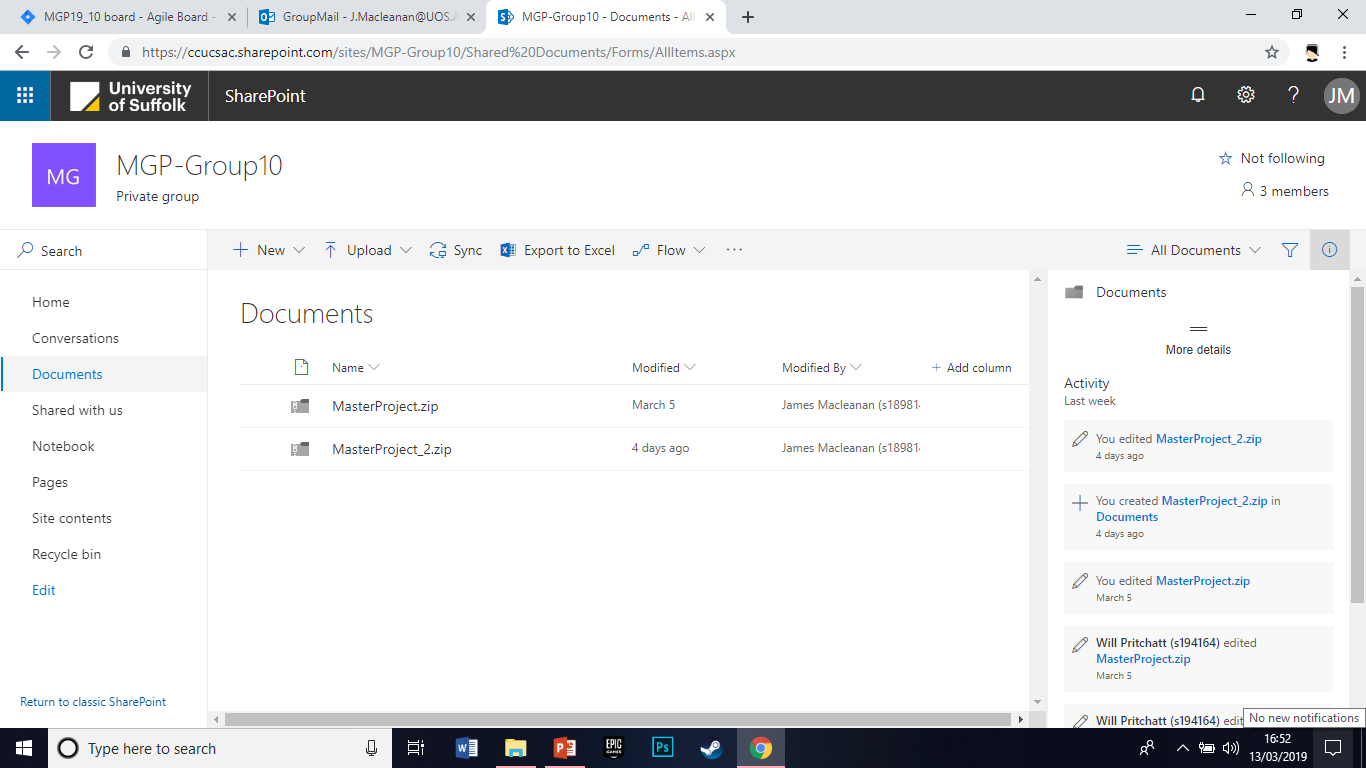 MGP19_10 board - Agile Board -
GroupMail - J.Macleanan@UOS.A
MGP-Group10 - Documents - All
https://ccucsac.sharepoint.com/sites/MGP-Group10/Shared%20Documents/Forms/AllItems.aspx
University
of Suffolk
SharePoint
JM
MG
MGP-Group10
Private group
Not following
3 members
Search
New
Upload
Sync
Export to Excel
Flow
All Documents
Home
Conversations
Documents
Shared with us
Notebook
Pages
Site contents
Recycle bin
Edit
Return to classic SharePoint
Documents
Name
Modified
Modified By
Add column
MasterProject.zip
March 5
James Macleanan (s18981
MasterProject_2.zip
4 days ago
James Macleanan (s18981
Documents
More details
Activity
Last week
You edited MasterProject_2.zip
4 days ago
You created MasterProject_2.zip in
Documents
4 days ago
You edited MasterProject.zip
March 5
Will Pritchatt (s194164) edited
MasterProject.zip
March 5
Will Pritchatt (s194164) edit
No new notifications
Type here to search
EPIC
GAMES
Ps
16:52
13/03/2019